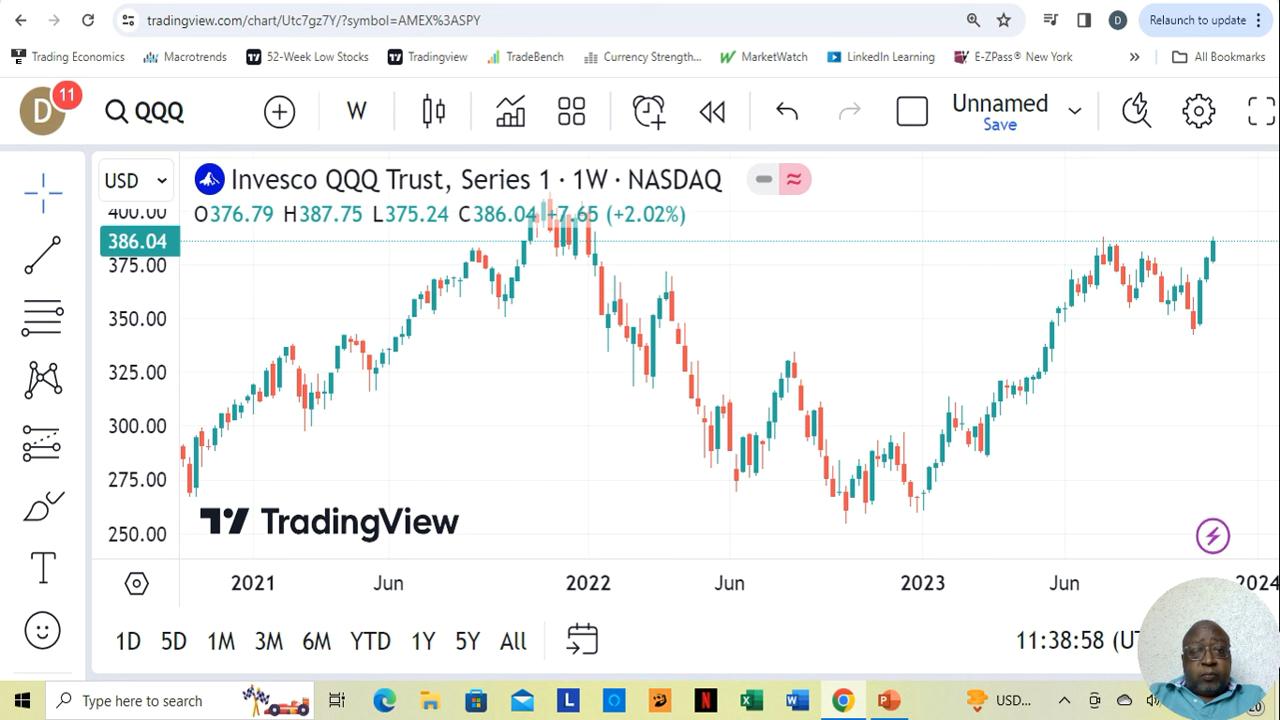 tradingview.com/chart/Utc7gz7Y/?symbol=AMEX%3ASPY
D
Relaunch to update
Trading Economics
Macrotrends
52-Week Low Stocks
Tradingview
TradeBench
Currency Strength...
MarketWatch
LinkedIn Learning
E-ZPass® New York
»
All Bookmarks
D
11
QQQ
W
Unnamed
Save
USD
Invesco QQQ Trust, Series 1 · 1W · NASDAQ
O376.79 H387.75 L375.24 C386.04 +7.65 (+2.02%)
400.00
386.04
375.00
350.00
325.00
300.00
275.00
250.00
TradingView
2021 Jun 2022 Jun 2023 Jun 2024
1D 5D 1M 3M 6M YTD 1Y 5Y All
11:38:58 (UT
Type here to search
USD...